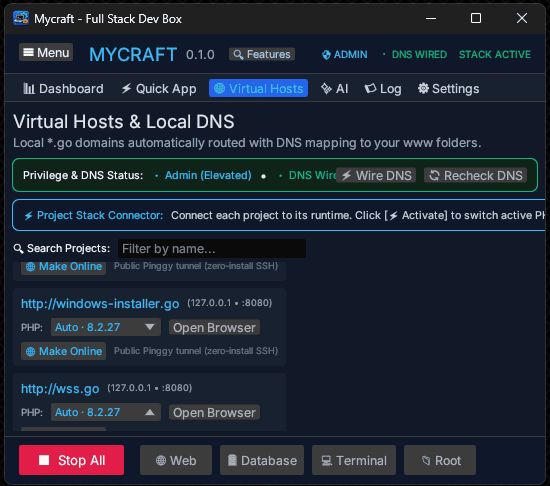 Mycraft - Full Stack Dev Box
Menu MYCRAFT 0.1.0 Features ADMIN • DNS WIRED STACK ACTIVE
Dashboard Quick App Virtual Hosts AI Log Settings
Virtual Hosts & Local DNS
Local *.go domains automatically routed with DNS mapping to your www folders.
Privilege & DNS Status: • Admin (Elevated) • • DNS Wire Wire DNS Recheck DNS
Project Stack Connector: Connect each project to its runtime. Click [⚡ Activate] to switch active PH
Search Projects: Filter by name...
Make Online Public Pinggy tunnel (zero-install SSH)
http://windows-installer.go (127.0.0.1 • :8080)
PHP: Auto · 8.2.27 Open Browser
Make Online Public Pinggy tunnel (zero-install SSH)
http://wss.go (127.0.0.1 • :8080)
PHP: Auto · 8.2.27 Open Browser
Stop All Web Database Terminal Root